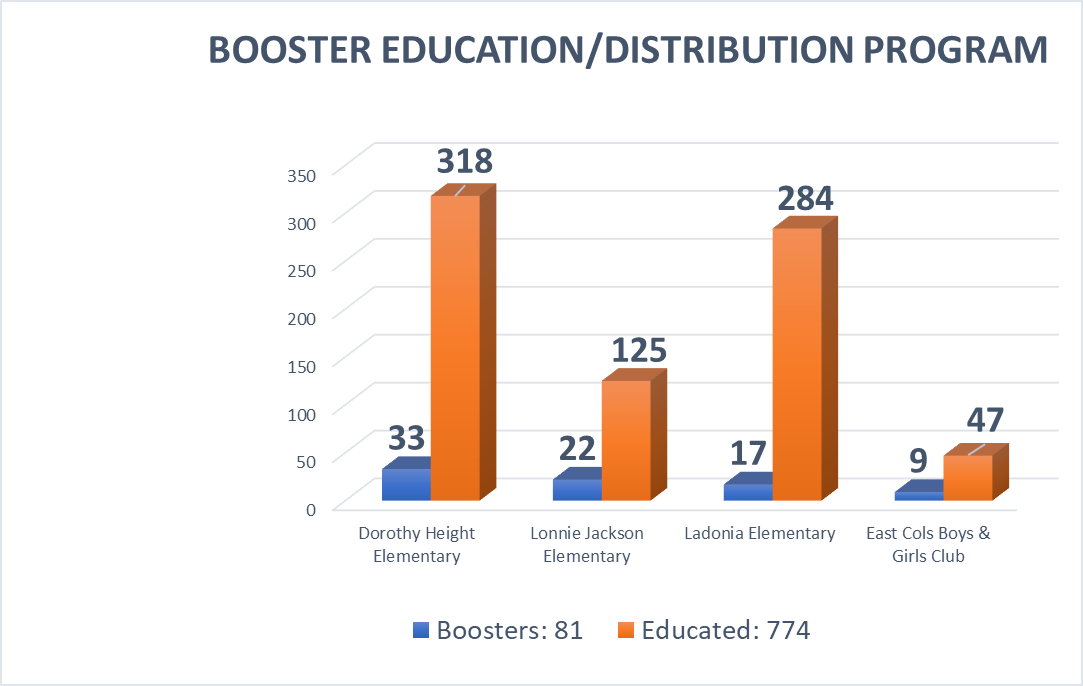 BOOSTER EDUCATION/DISTRIBUTION PROGRAM
350
300
250
200
150
100
50
0
318
284
125
47
33
22
17
9
Dorothy Height
Elementary
Lonnie Jackson
Elementary
Ladonia Elementary
East Cols Boys &
Girls Club
Boosters: 81
Educated: 774